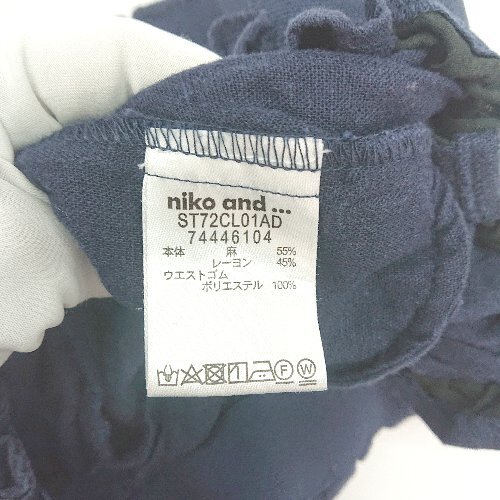 niko and ...
ST72CL01AD
74446104
本体 麻 55%
レーヨン 45%
ウエストゴム
ポリエステル 100%
F W